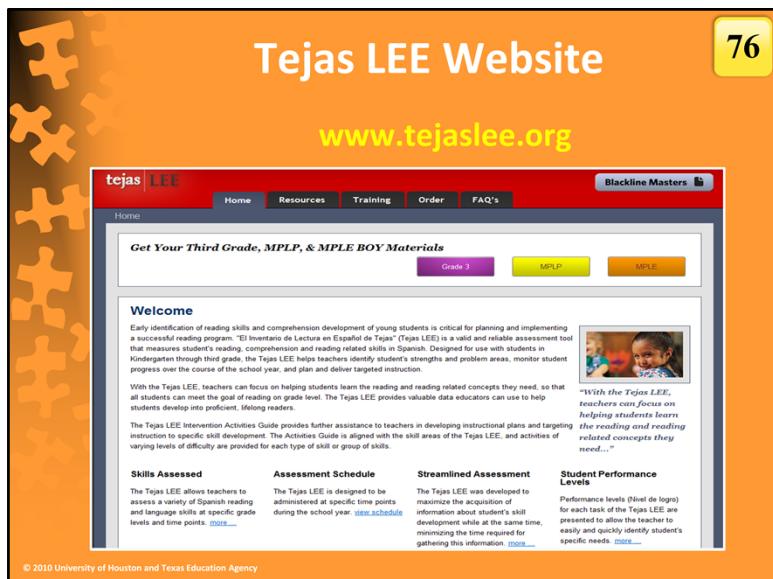 Tejas LEE Website
76
www.tejaslee.org
tejas LEE
Blackline Masters
Home Resources Training Order FAQ's
Home
Get Your Third Grade, MPLP, & MPLE BOY Materials
Grade 3 MPLP MPLE
Welcome
Early identification of reading skills and comprehension development of young students is critical for planning and implementing
a successful reading program. "El Inventario de Lectura en Español de Tejas" (Tejas LEE) is a valid and reliable assessment tool
that measures student's reading, comprehension and reading related skills in Spanish. Designed for use with students in
Kindergarten through third grade, the Tejas LEE helps teachers identify student's strengths and problem areas, monitor student
progress over the course of the school year, and plan and deliver targeted instruction.
With the Tejas LEE, teachers can focus on helping students learn the reading and reading related concepts they need, so that
all students can meet the goal of reading on grade level. The Tejas LEE provides valuable data educators can use to help
students develop into proficient, lifelong readers.
The Tejas LEE Intervention Activities Guide provides further assistance to teachers in developing instructional plans and targeting
instruction to specific skill development. The Activities Guide is aligned with the skill areas of the Tejas LEE, and activities of
varying levels of difficulty are provided for each type of skill or group of skills.
"With the Tejas LEE,
teachers can focus on
helping students learn
the reading and reading
related concepts they
need..."
Skills Assessed
The Tejas LEE allows teachers to
assess a variety of Spanish reading
and language skills at specific grade
levels and time points. more ...
Assessment Schedule
The Tejas LEE is designed to be
administered at specific time points
during the school year. view schedule
Streamlined Assessment
The Tejas LEE was developed to
maximize the acquisition of
information about student's skill
development while at the same time,
minimizing the time required for
gathering this information. more ...
Student Performance
Levels
Performance levels (Nivel de logro)
for each task of the Tejas LEE are
presented to allow the teacher to
easily and quickly identify student's
specific needs. more ...
© 2010 University of Houston and Texas Education Agency